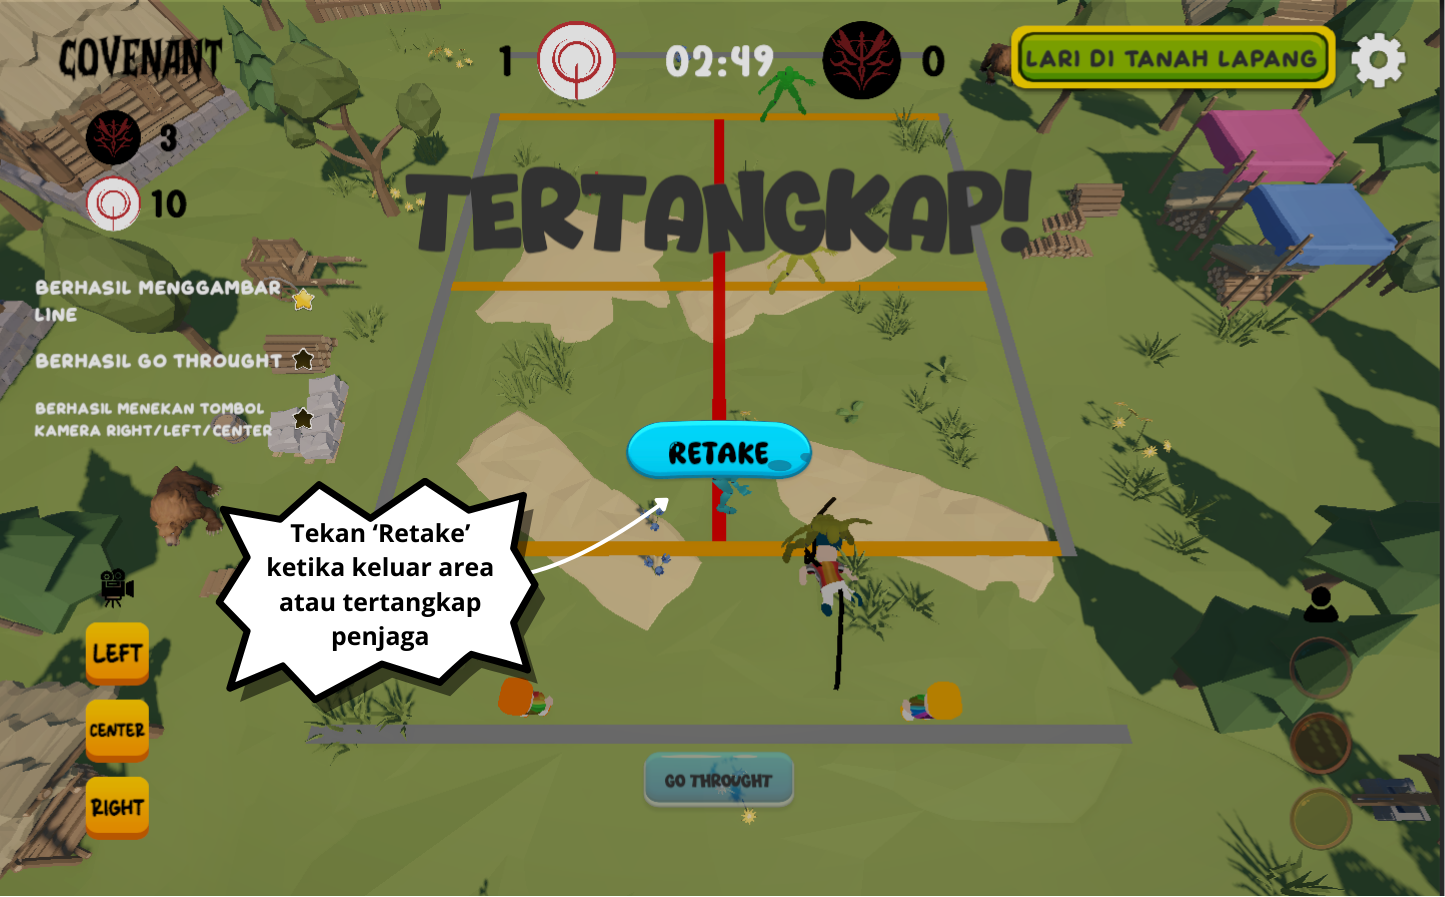 COVENANT
1
02:49
0
LARI DI TANAH LAPANG
3
10
TERTANGKAP!
BERHASIL MENGGAMBAR
LINE
BERHASIL GO THROUGHT
BERHASIL MENEKAN TOMBOL
KAMERA RIGHT/LEFT/CENTER
RETAKE
Tekan ‘Retake’
ketika keluar area
atau tertangkap
penjaga
LEFT
CENTER
RIGHT
GO THROUGHT